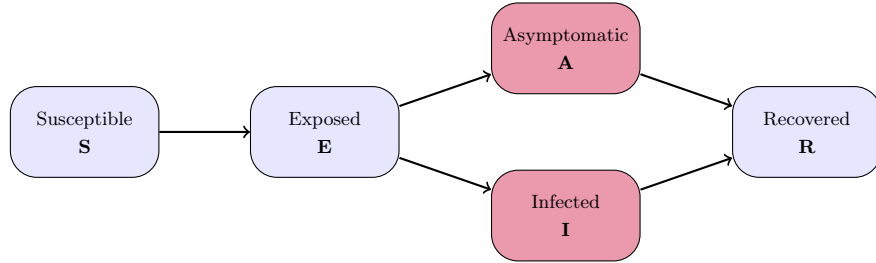 Susceptible
S
Exposed
E
Asymptomatic
A
Infected
I
Recovered
R